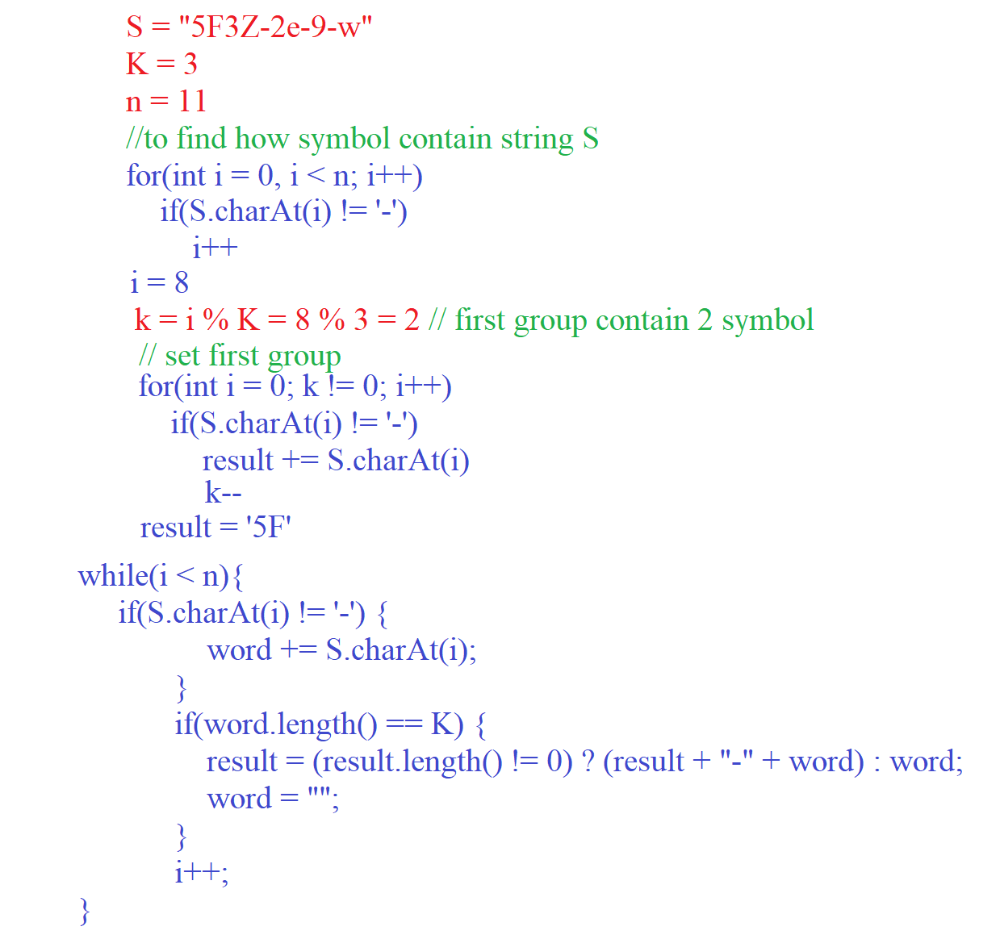 S = "5F3Z-2e-9-w"
K = 3
n = 11
//to find how symbol contain string S
for(int i = 0, i < n; i++)
if(S.charAt(i) != '-')
i++
i = 8
k = i % K = 8 % 3 = 2 // first group contain 2 symbol
// set first group
for(int i = 0; k != 0; i++)
if(S.charAt(i) != '-')
result += S.charAt(i)
k--
result = '5F'
while(i < n){
if(S.charAt(i) != '-') {
word += S.charAt(i);
}
if(word.length() == K) {
result = (result.length() != 0) ? (result + "-" + word) : word;
word = "";
}
i++;
}